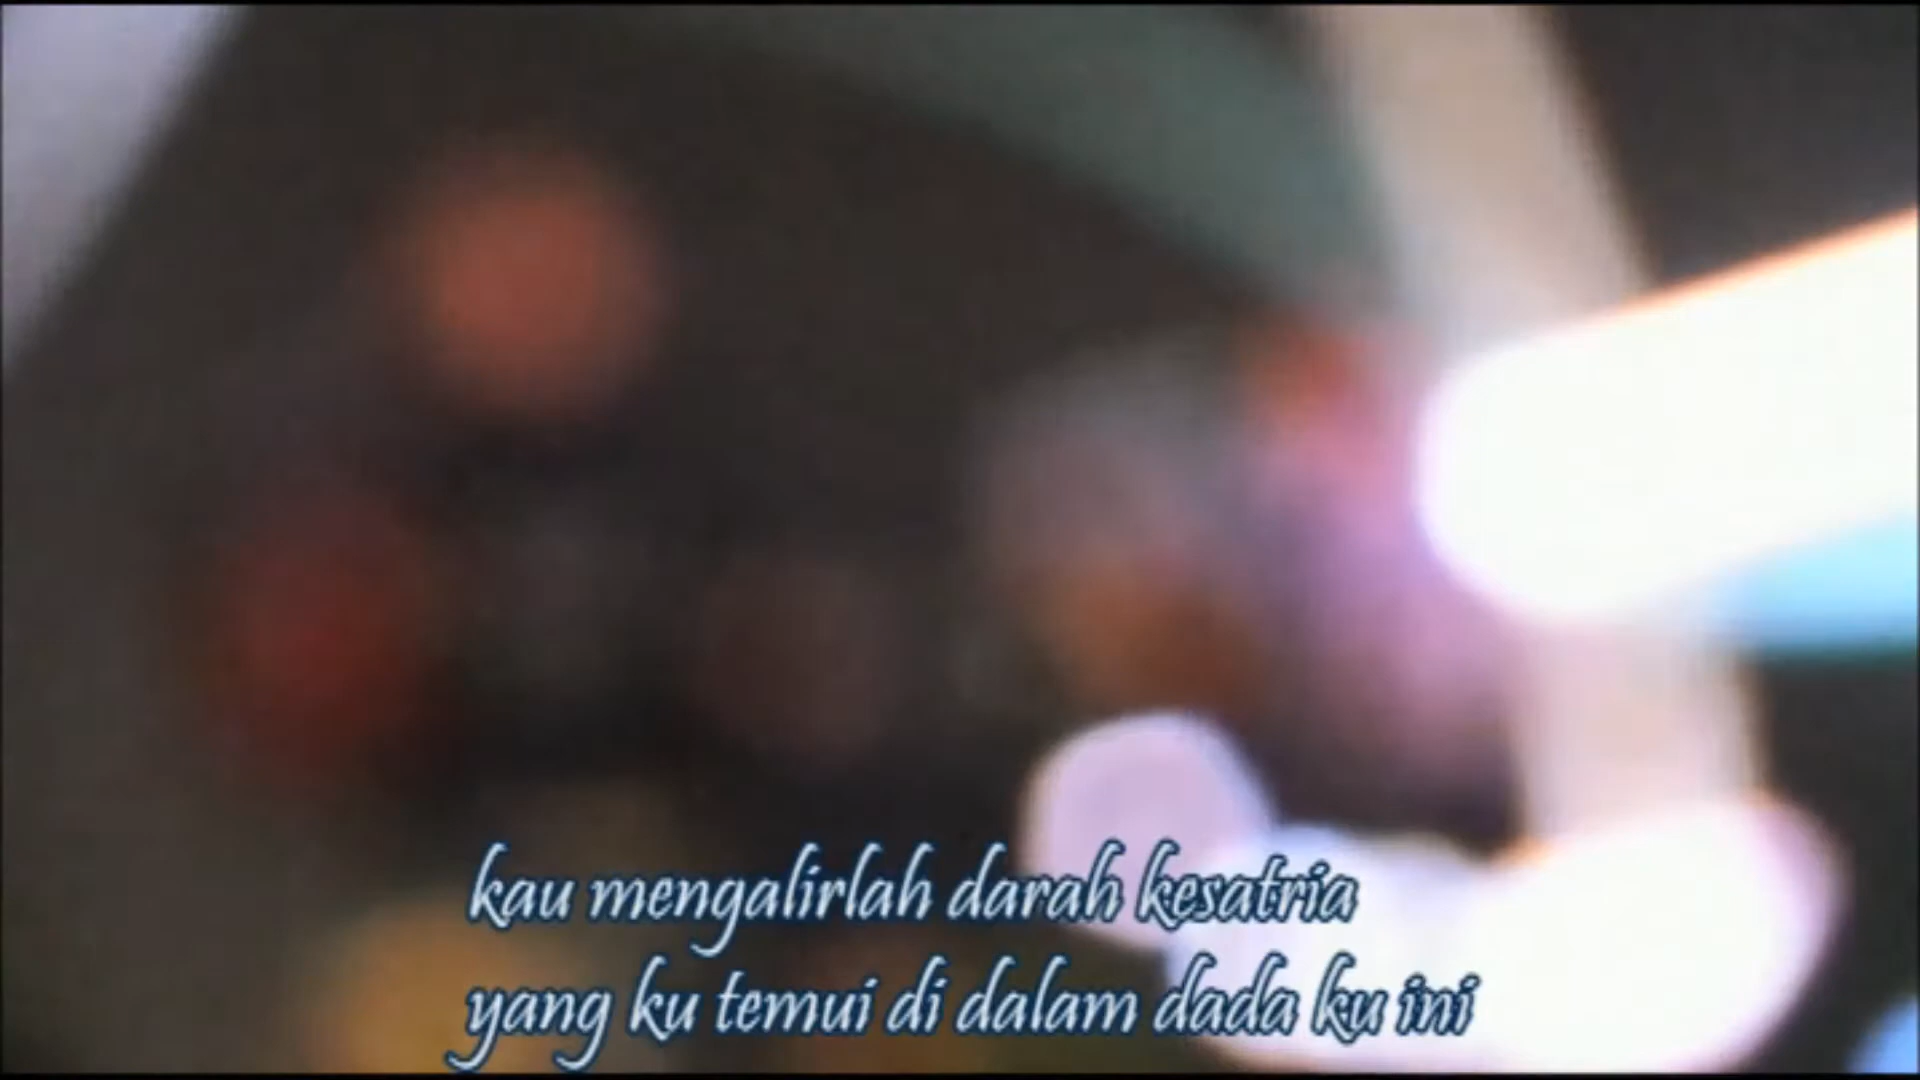 kau mengalirlah darah kesatria
yang ku temui di dalam dada ku ini